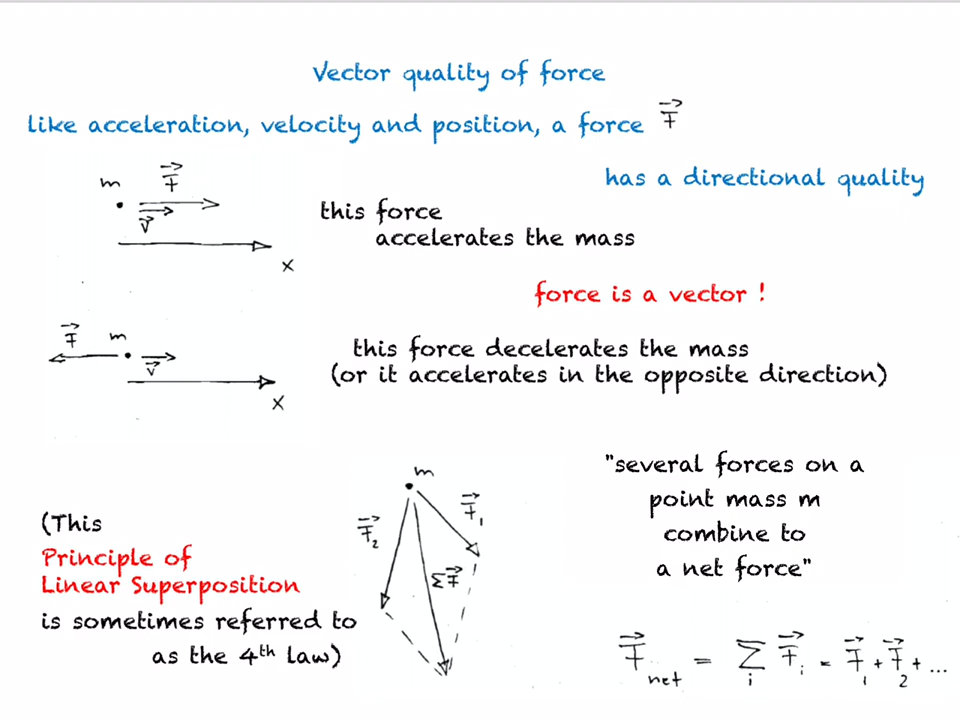 Vector quality of force
like acceleration, velocity and position, a force F⃗
has a directional quality
m F⃗
v⃗
x
this force
accelerates the mass
force is a vector !
F⃗ m
v⃗
x
this force decelerates the mass
(or it accelerates in the opposite direction)
m
F⃗₁
F⃗₂
ΣF⃗
"several forces on a
point mass m
combine to
a net force"
(This
Principle of
Linear Superposition
is sometimes referred to
as the 4ᵗʰ law)
F⃗net = Σi F⃗i = F⃗₁ + F⃗₂ + ...